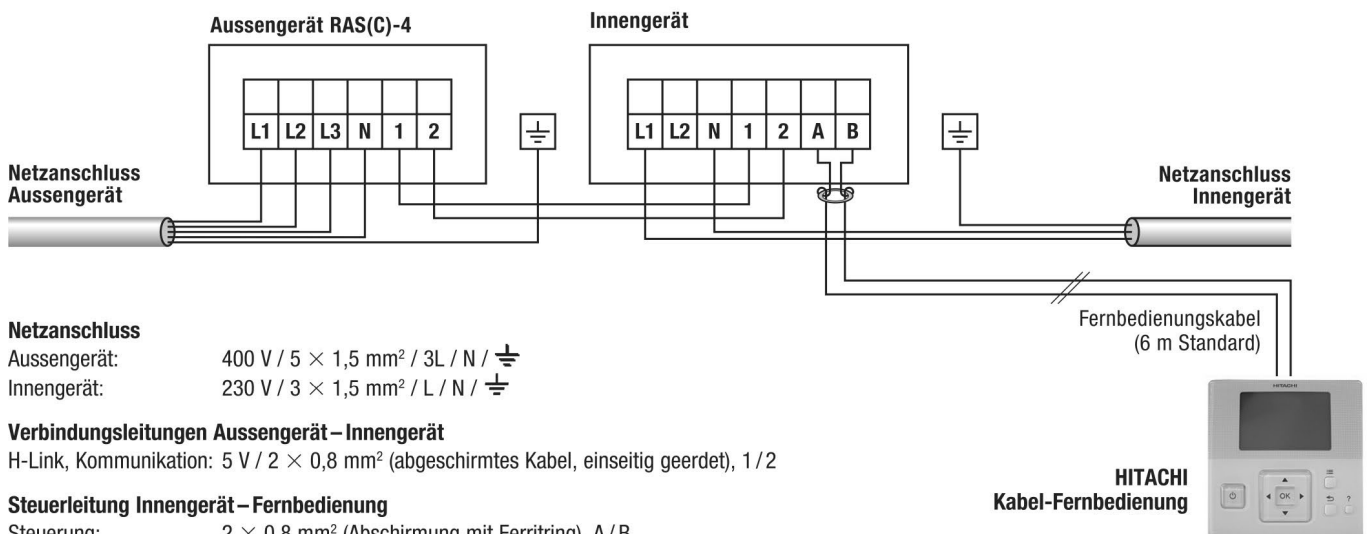 Aussengerät RAS(C)-4
Innengerät
L1 L2 L3 N 1 2
L1 L2 N 1 2 A B
Netzanschluss
Aussengerät
Netzanschluss
Innengerät
Fernbedienungskabel
(6 m Standard)
Netzanschluss
Aussengerät: 400 V / 5 × 1,5 mm² / 3L / N / ⏚
Innengerät: 230 V / 3 × 1,5 mm² / L / N / ⏚
Verbindungsleitungen Aussengerät – Innengerät
H-Link, Kommunikation: 5 V / 2 × 0,8 mm² (abgeschirmtes Kabel, einseitig geerdet), 1/2
Steuerleitung Innengerät – Fernbedienung
Steuerung: 2 × 0,8 mm² (Abschirmung mit Ferritring), A/B
HITACHI
Kabel-Fernbedienung
HITACHI
OK
?